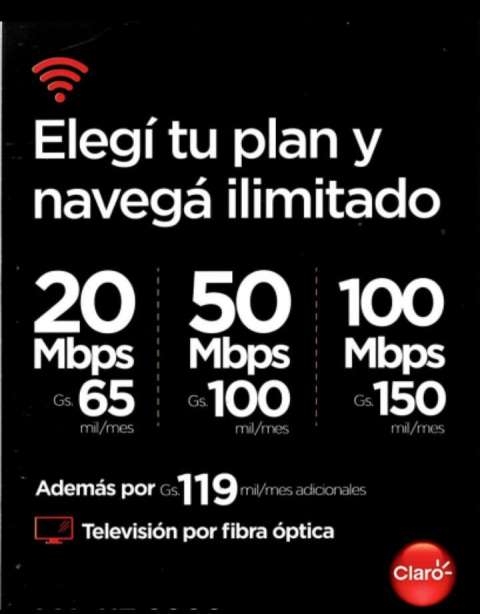 Elegí tu plan y
navegá ilimitado
20 50 100
Mbps Mbps Mbps
Gs. 65 Gs. 100 Gs. 150
mil/mes mil/mes mil/mes
Además por Gs. 119 mil/mes adicionales
Televisión por fibra óptica
Claro